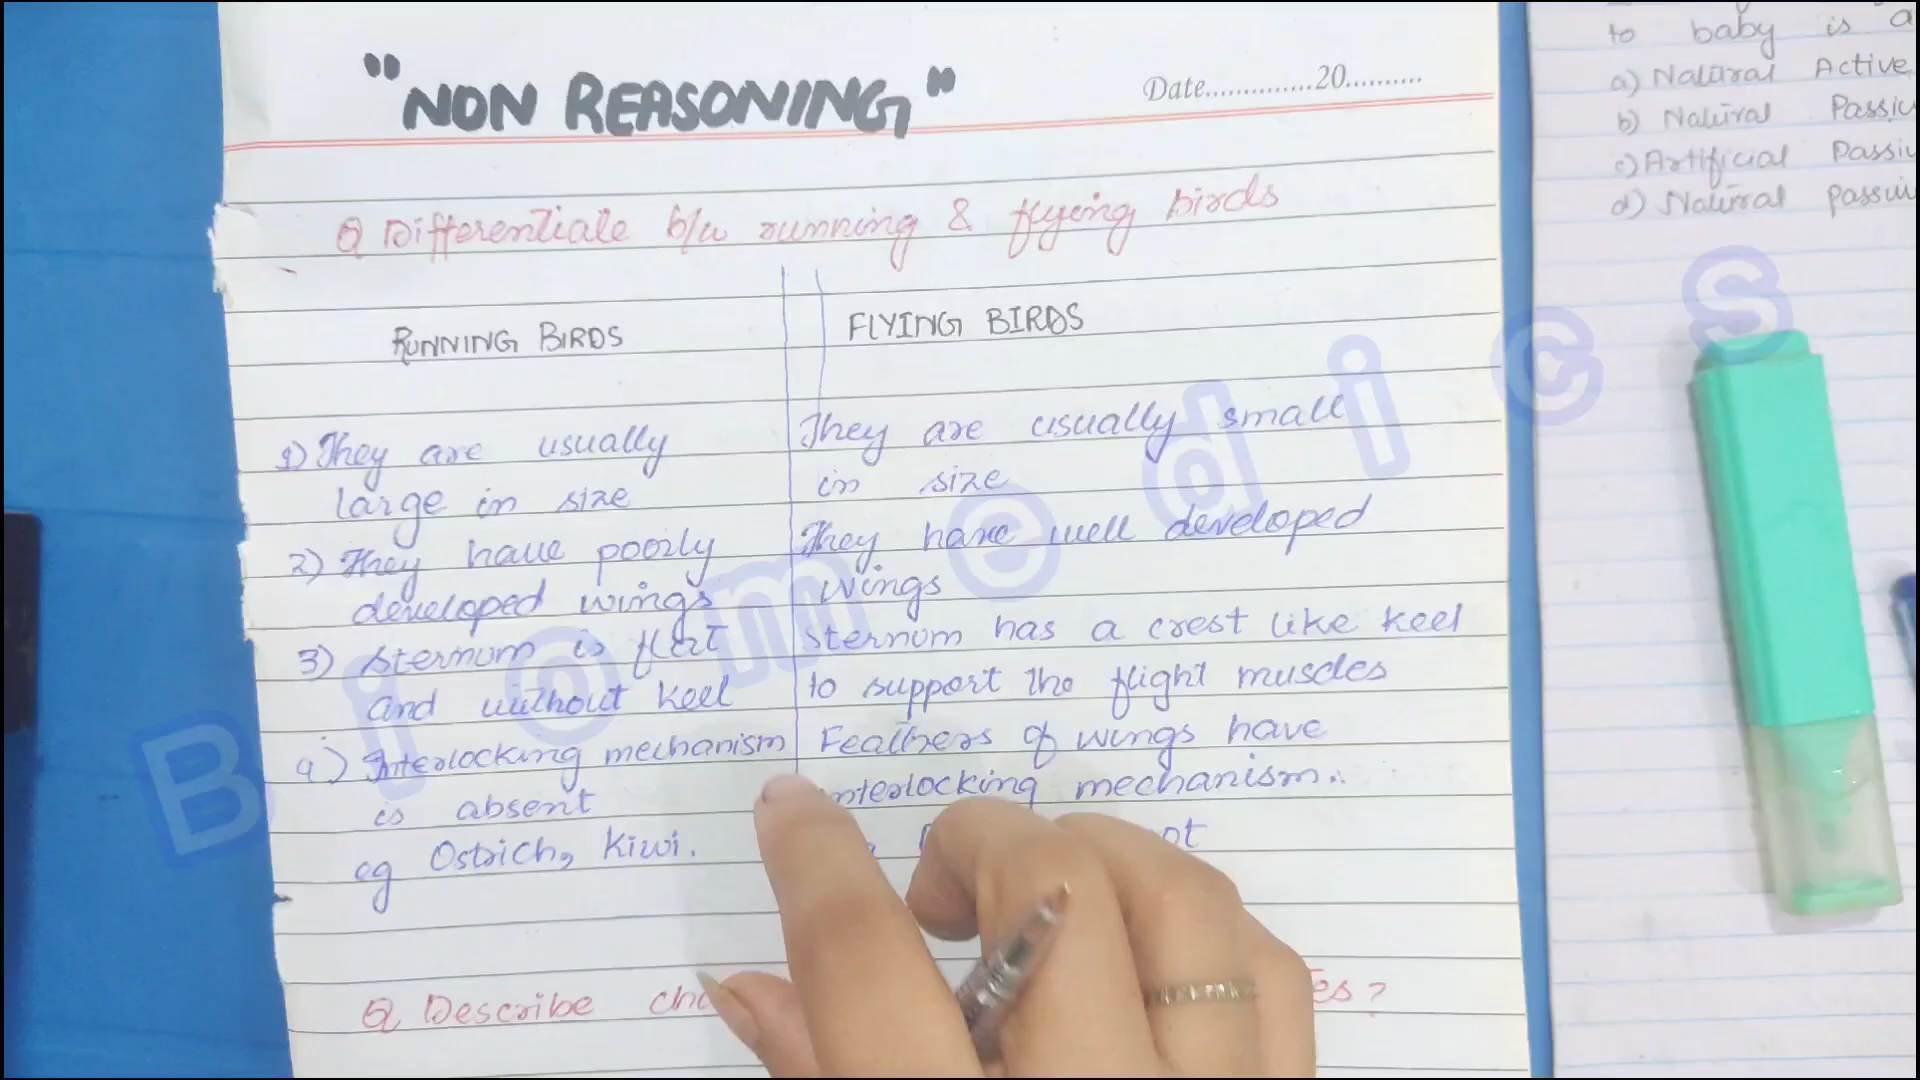 "NON REASONING"
Date..............20..........
Q Differentiate b/w running & flying birds
RUNNING BIRDS
FLYING BIRDS
1) They are usually
large in size
2) They have poorly
developed wings
3) sternum is flat
and without keel
4) Interlocking mechanism
is absent
eg Ostrich, Kiwi.
They are usually small
in size
They have well developed
wings
sternum has a crest like keel
to support the flight muscles
Feathers of wings have
interlocking mechanism.
Q Describe
?
to baby is a
a) Natural Active
b) Natural
c) Artificial
d) Natural
Biomedics